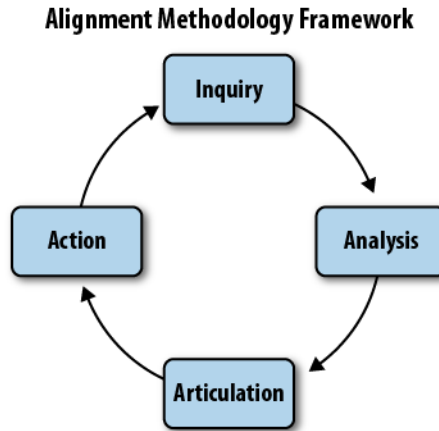 Alignment Methodology Framework
Inquiry
Analysis
Articulation
Action